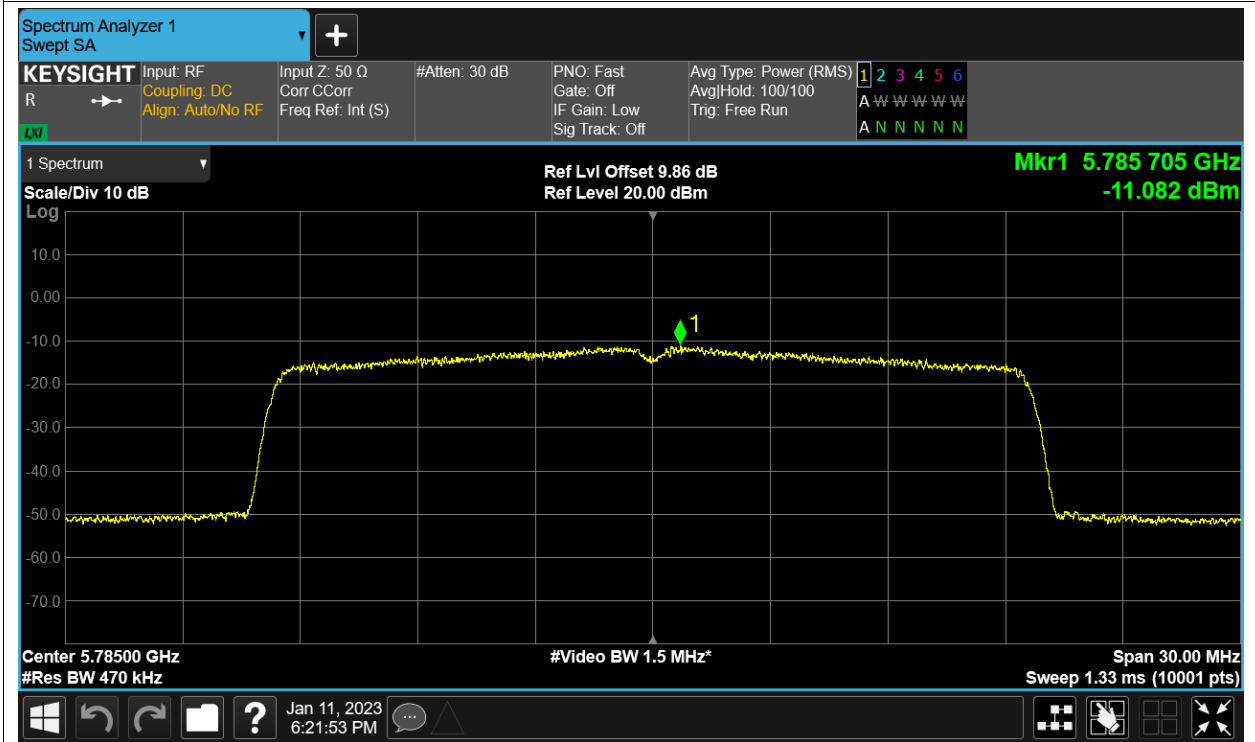 Spectrum Analyzer 1
Swept SA
KEYSIGHT
R
LXI
Input: RF
Coupling: DC
Align: Auto/No RF
Input Z: 50 Ω
Corr CCorr
Freq Ref: Int (S)
#Atten: 30 dB
PNO: Fast
Gate: Off
IF Gain: Low
Sig Track: Off
Avg Type: Power (RMS)
Avg|Hold: 100/100
Trig: Free Run
1 2 3 4 5 6
A W W W W W
A N N N N N
1 Spectrum
Scale/Div 10 dB
Log
Ref Lvl Offset 9.86 dB
Ref Level 20.00 dBm
Mkr1 5.785 705 GHz
-11.082 dBm
10.0
0.00
-10.0
-20.0
-30.0
-40.0
-50.0
-60.0
-70.0
1
Center 5.78500 GHz
#Res BW 470 kHz
#Video BW 1.5 MHz*
Span 30.00 MHz
Sweep 1.33 ms (10001 pts)
?
Jan 11, 2023
6:21:53 PM